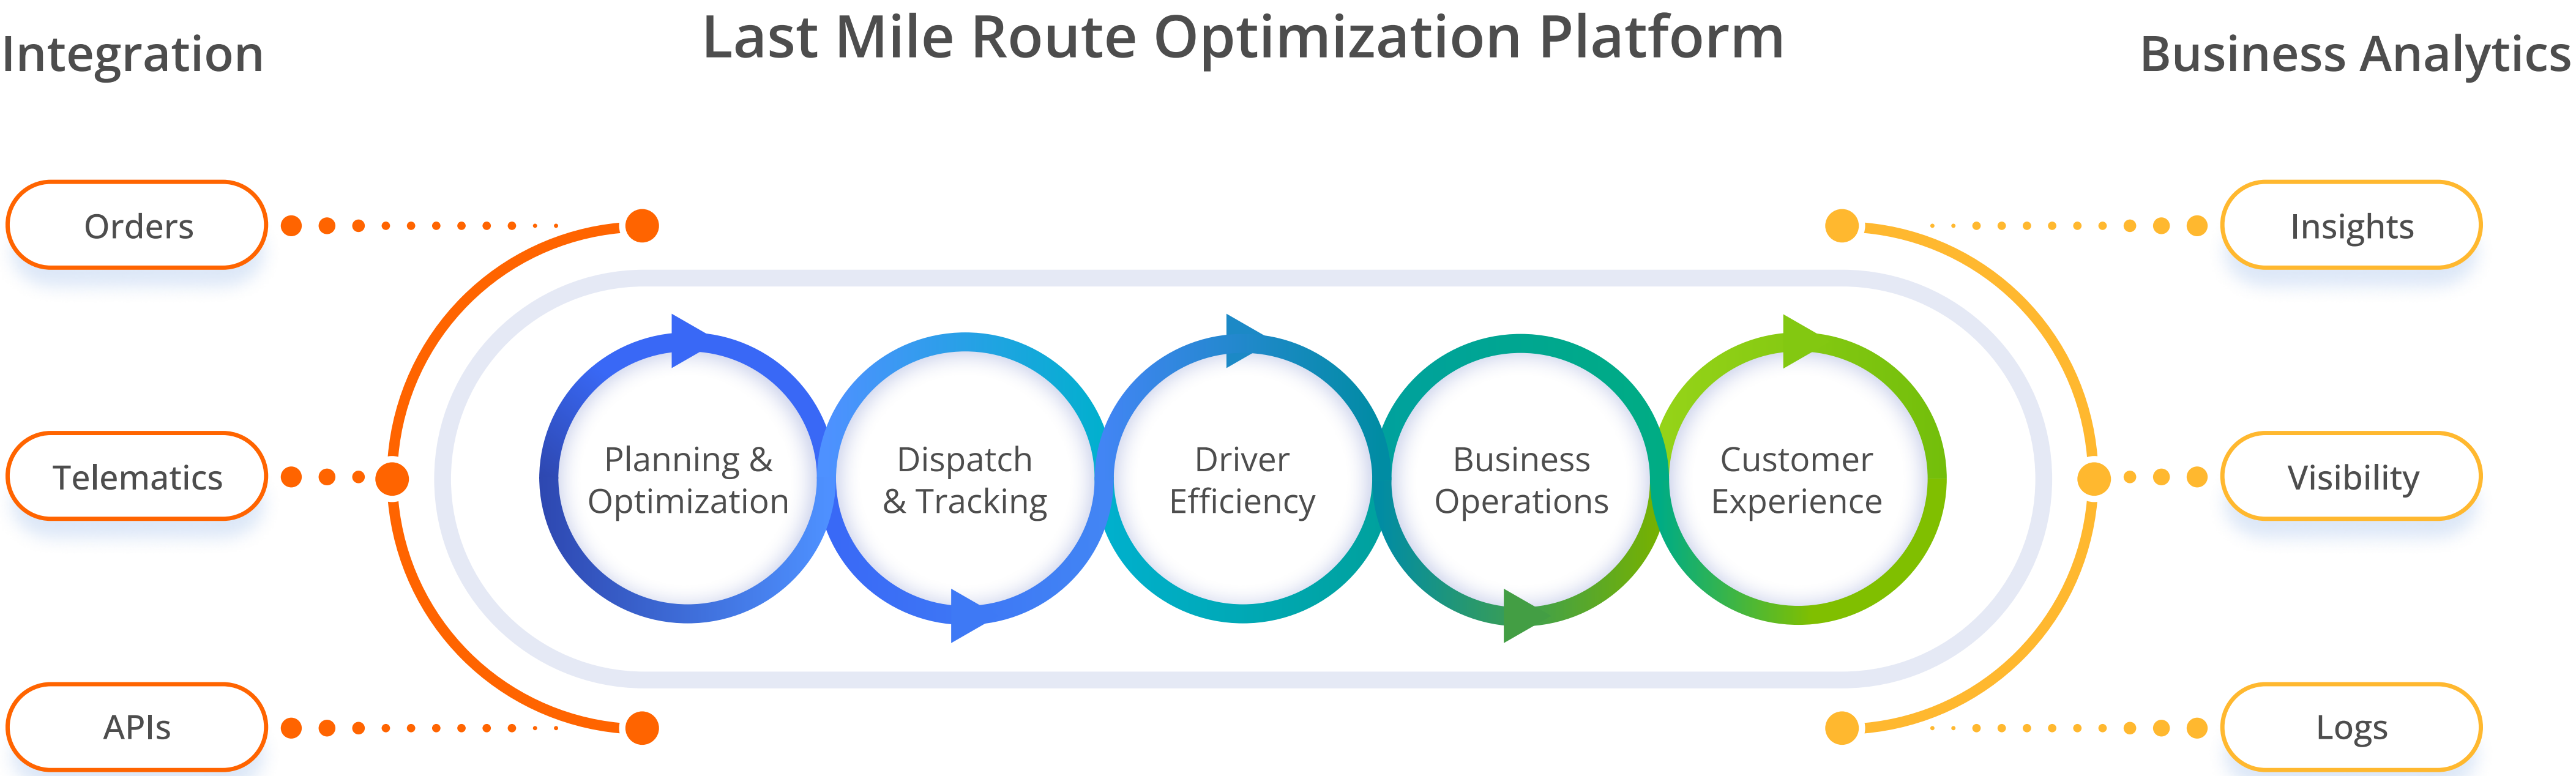 Integration
Last Mile Route Optimization Platform
Business Analytics
Orders
Telematics
APIs
Planning &
Optimization
Dispatch
& Tracking
Driver
Efficiency
Business
Operations
Customer
Experience
Insights
Visibility
Logs